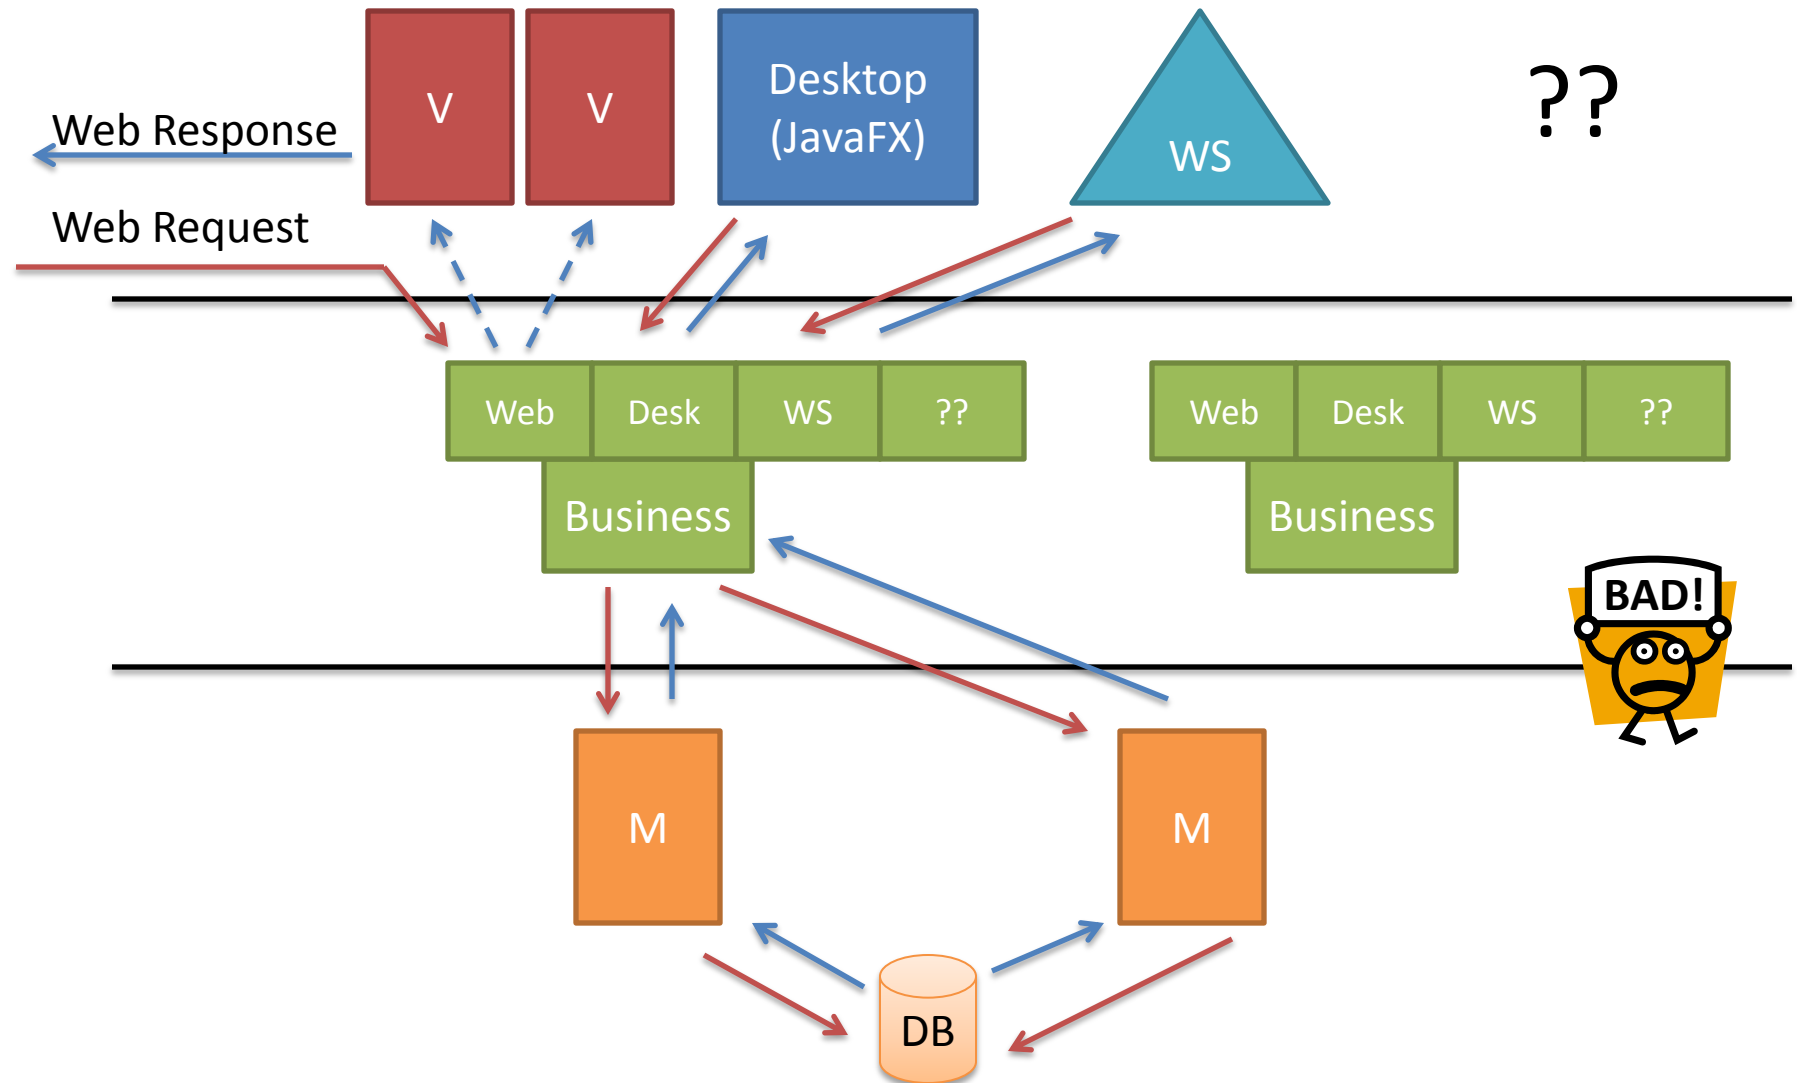 V
V
Desktop
(JavaFX)
WS
??
Web Response
Web Request
Web
Desk
WS
??
Web
Desk
WS
??
Business
Business
BAD!
M
M
DB